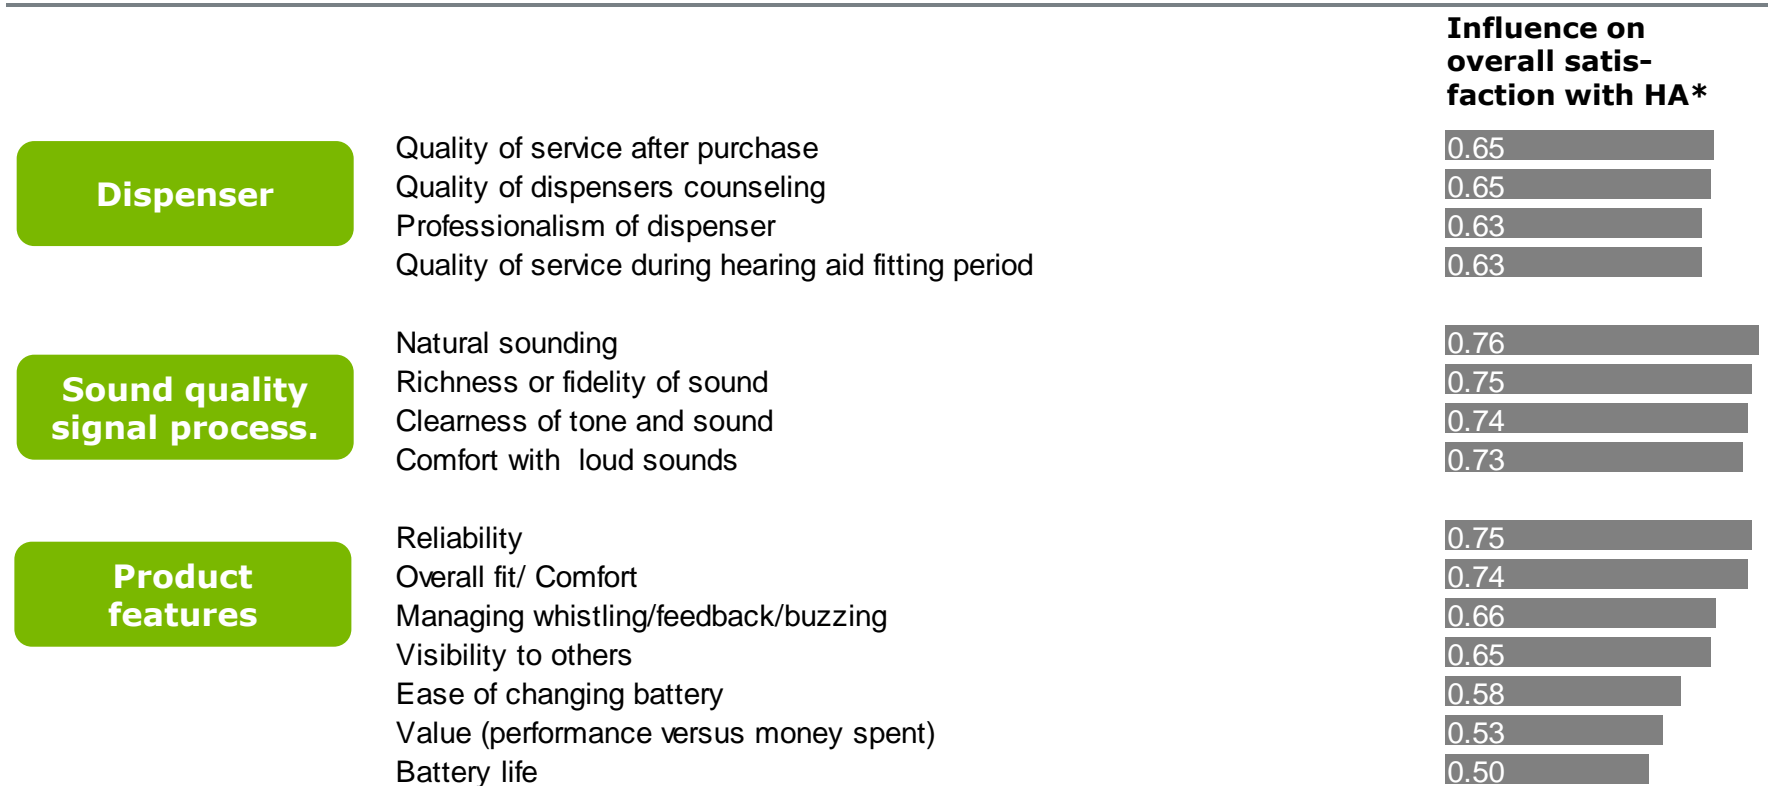 Influence on
overall satis-
faction with HA*
Dispenser
Quality of service after purchase 0.65
Quality of dispensers counseling 0.65
Professionalism of dispenser 0.63
Quality of service during hearing aid fitting period 0.63
Sound quality
signal process.
Natural sounding 0.76
Richness or fidelity of sound 0.75
Clearness of tone and sound 0.74
Comfort with  loud sounds 0.73
Product
features
Reliability 0.75
Overall fit/ Comfort 0.74
Managing whistling/feedback/buzzing 0.66
Visibility to others 0.65
Ease of changing battery 0.58
Value (performance versus money spent) 0.53
Battery life 0.50